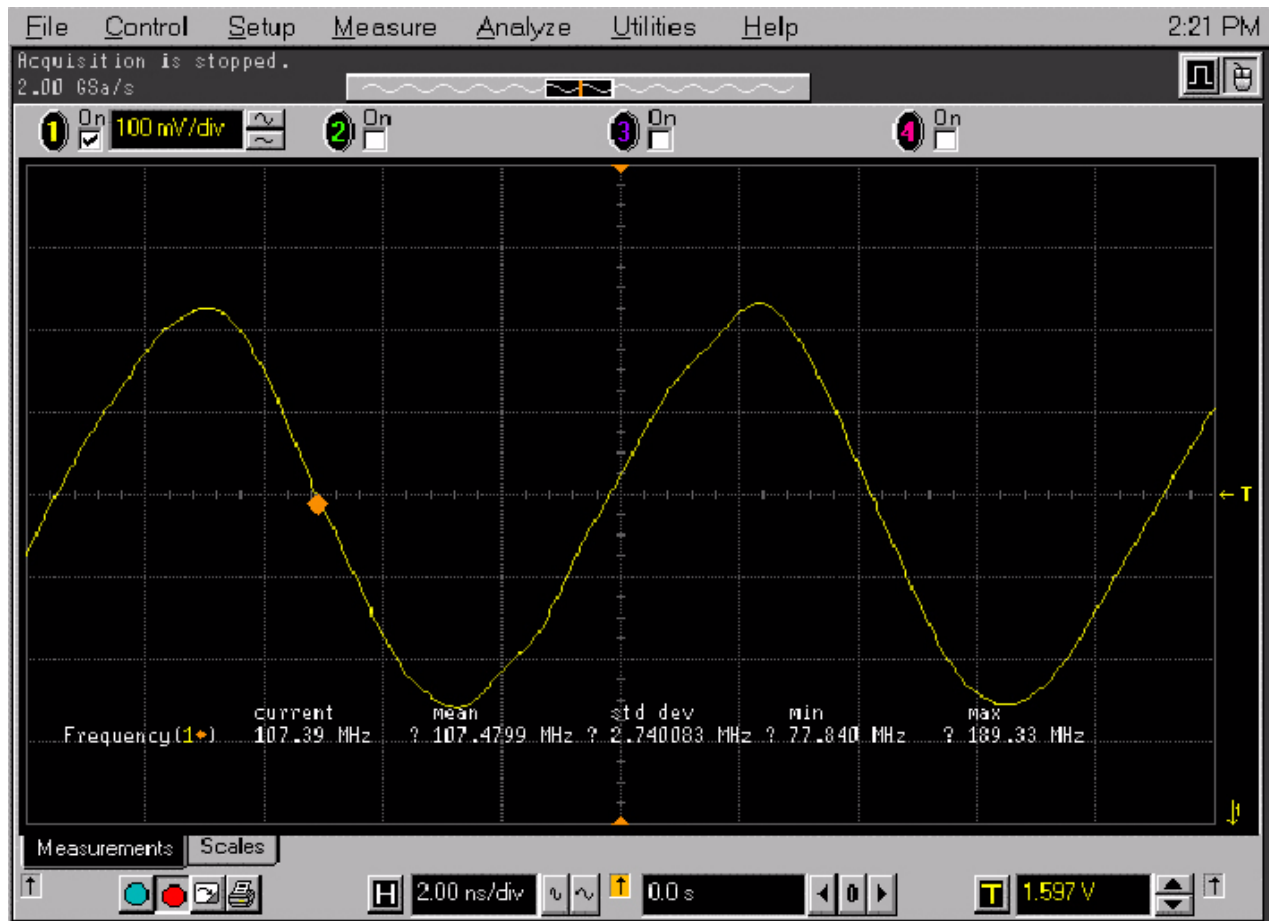 File Control Setup Measure Analyze Utilities Help 2:21 PM
Acquisition is stopped.
2.00 GSa/s
1 On 100 mV/div 2 On 3 On 4 On
T
current mean std dev min max
Frequency(1) 107.39 MHz ? 107.4799 MHz ? 2.740083 MHz ? 77.840 MHz ? 189.33 MHz
Measurements Scales
H 2.00 ns/div 0.0 s 0 T 1.597 V